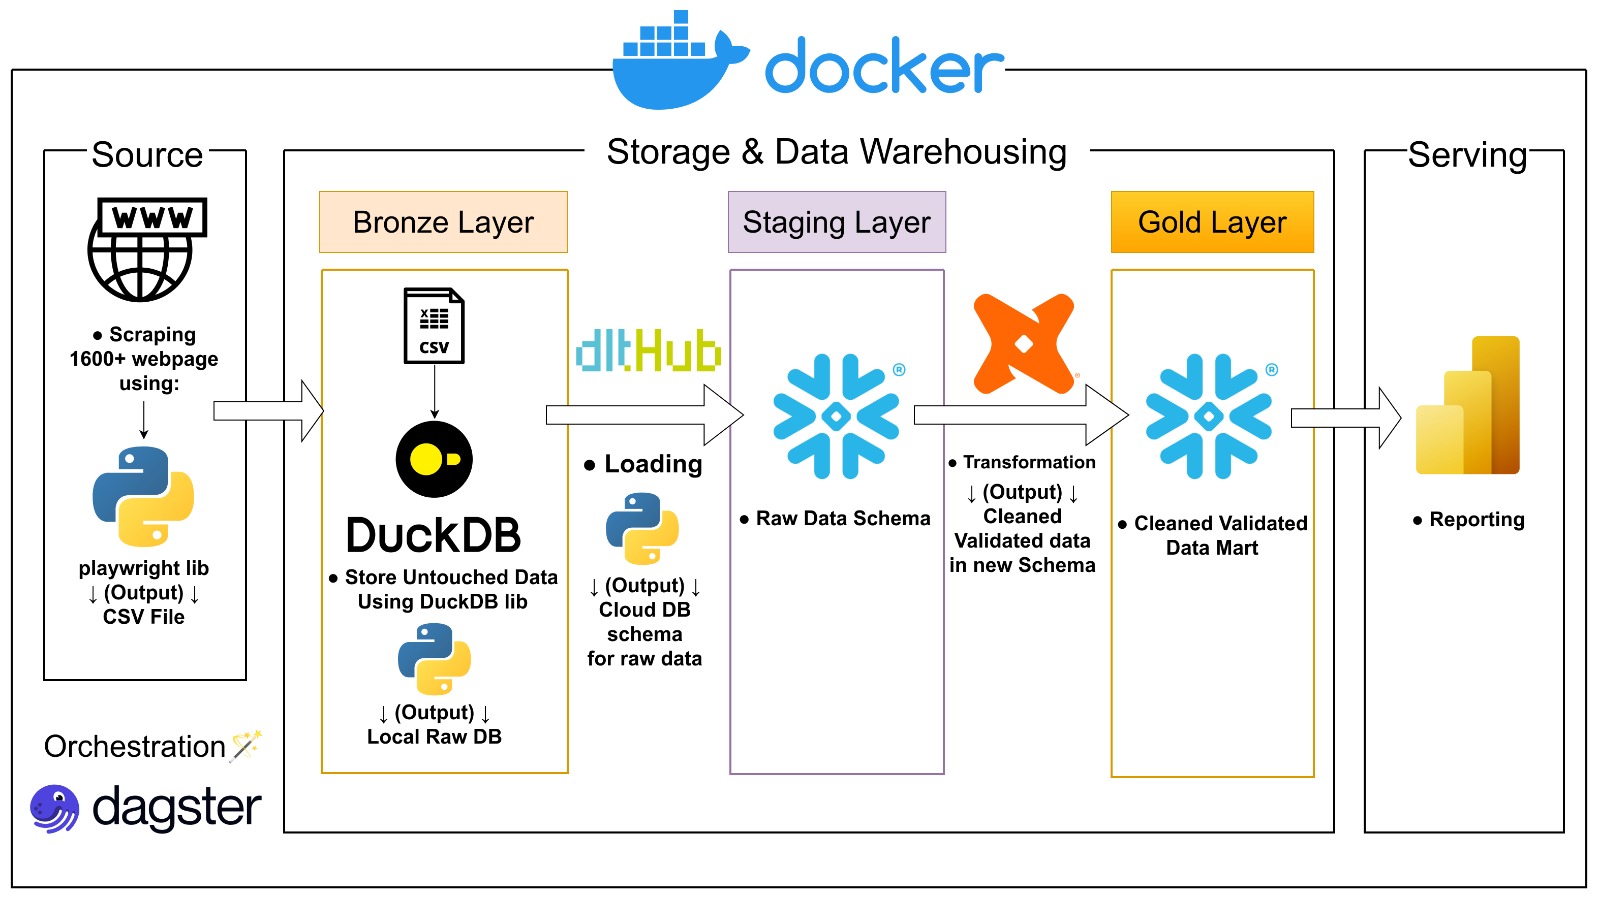 docker
Source
WWW
● Scraping
1600+ webpage
using:
playwright lib
↓ (Output) ↓
CSV File
Orchestration
dagster
Storage & Data Warehousing
Bronze Layer
X
CSV
DuckDB
● Store Untouched Data
Using DuckDB lib
↓ (Output) ↓
Local Raw DB
dltHub
● Loading
↓ (Output) ↓
Cloud DB
schema
for raw data
Staging Layer
®
● Raw Data Schema
®
● Transformation
↓ (Output) ↓
Cleaned
Validated data
in new Schema
Gold Layer
®
● Cleaned Validated
Data Mart
Serving
● Reporting